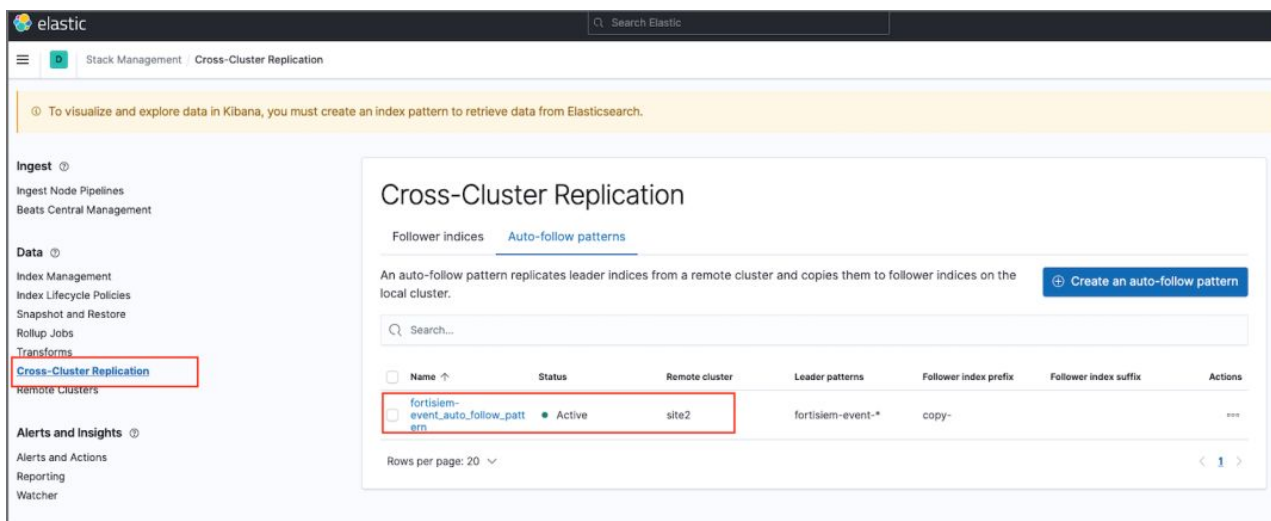 elastic
Search Elastic
D
Stack Management / Cross-Cluster Replication
To visualize and explore data in Kibana, you must create an index pattern to retrieve data from Elasticsearch.
Ingest
Ingest Node Pipelines
Beats Central Management
Data
Index Management
Index Lifecycle Policies
Snapshot and Restore
Rollup Jobs
Transforms
Cross-Cluster Replication
Remote Clusters
Alerts and Insights
Alerts and Actions
Reporting
Watcher
Cross-Cluster Replication
Follower indices Auto-follow patterns
An auto-follow pattern replicates leader indices from a remote cluster and copies them to follower indices on the
local cluster.
Create an auto-follow pattern
Search...
Name Status Remote cluster Leader patterns Follower index prefix Follower index suffix Actions
fortisiem-
event_auto_follow_patt Active site2 fortisiem-event-* copy-
ern
Rows per page: 20
< 1 >